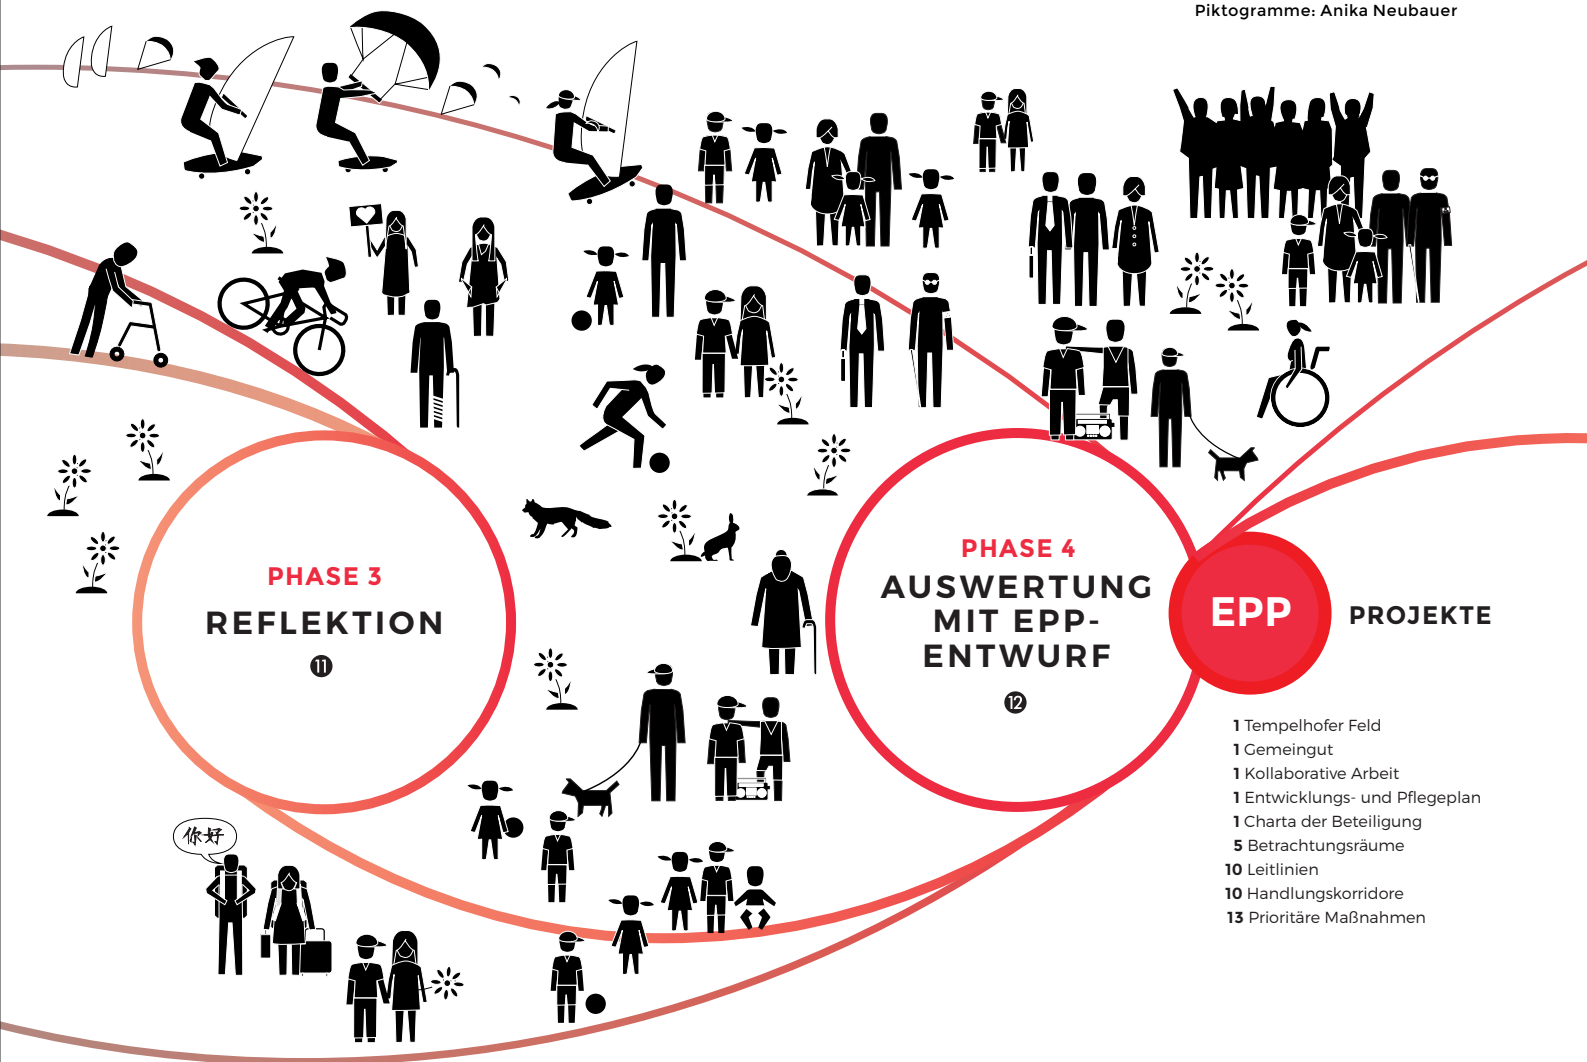 Piktogramme: Anika Neubauer
PHASE 3
REFLEKTION
11
PHASE 4
AUSWERTUNG
MIT EPP-
ENTWURF
12
EPP
PROJEKTE
1 Tempelhofer Feld
1 Gemeingut
1 Kollaborative Arbeit
1 Entwicklungs- und Pflegeplan
1 Charta der Beteiligung
5 Betrachtungsräume
10 Leitlinien
10 Handlungskorridore
13 Prioritäre Maßnahmen
你好